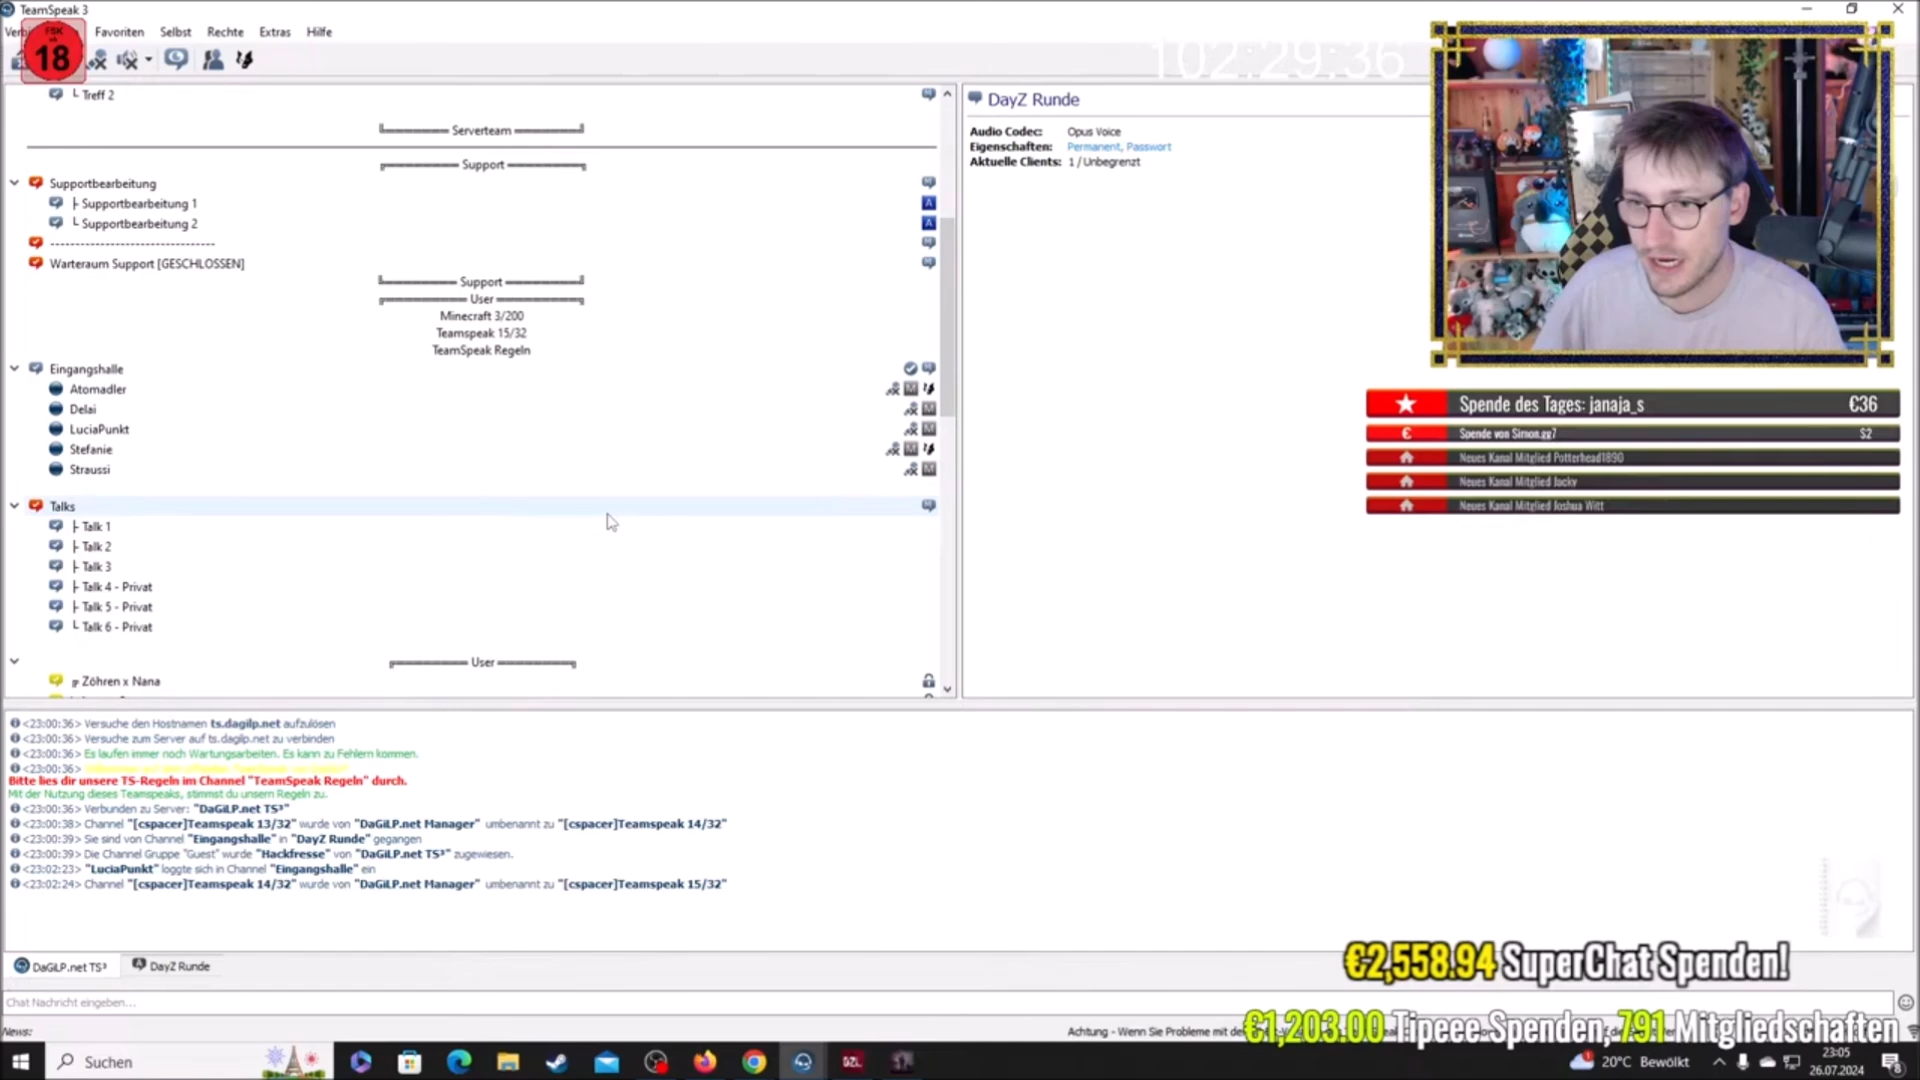 TeamSpeak 3
FSK
ab
18
Favoriten Selbst Rechte Extras Hilfe
102:29:36
Treff 2
Serverteam
Support
Supportbearbeitung
Supportbearbeitung 1
Supportbearbeitung 2
---------------------------------
Warteraum Support [GESCHLOSSEN]
Support
User
Minecraft 3/200
Teamspeak 15/32
TeamSpeak Regeln
Eingangshalle
Atomadler
Delai
LuciaPunkt
Stefanie
Straussi
Talks
Talk 1
Talk 2
Talk 3
Talk 4 - Privat
Talk 5 - Privat
Talk 6 - Privat
User
Zöhren x Nana
DayZ Runde
Audio Codec: Opus Voice
Eigenschaften: Permanent, Passwort
Aktuelle Clients: 1 / Unbegrenzt
Spende des Tages: janaja_s €36
Spende von Simon.gg7 $2
Neues Kanal Mitglied Potterhead1890
Neues Kanal Mitglied Jacky
Neues Kanal Mitglied Joshua Witt
<23:00:36> Versuche den Hostnamen ts.dagilp.net aufzulösen
<23:00:36> Versuche zum Server auf ts.dagilp.net zu verbinden
<23:00:36> Es laufen immer noch Wartungsarbeiten. Es kann zu Fehlern kommen.
<23:00:36>
Bitte lies dir unsere TS-Regeln im Channel "TeamSpeak Regeln" durch.
Mit der Nutzung dieses Teamspeaks, stimmst du unsern Regeln zu.
<23:00:36> Verbunden zu Server: "DaGiLP.net TS³"
<23:00:38> Channel "[cspacer]Teamspeak 13/32" wurde von "DaGiLP.net Manager" umbenannt zu "[cspacer]Teamspeak 14/32"
<23:00:39> Sie sind von Channel "Eingangshalle" in "DayZ Runde" gegangen
<23:00:39> Die Channel Gruppe "Guest" wurde "Hackfresse" von "DaGiLP.net TS³" zugewiesen.
<23:02:23> "LuciaPunkt" loggte sich in Channel "Eingangshalle" ein
<23:02:24> Channel "[cspacer]Teamspeak 14/32" wurde von "DaGiLP.net Manager" umbenannt zu "[cspacer]Teamspeak 15/32"
DaGiLP.net TS³ DayZ Runde
€2,558.94 SuperChat Spenden!
Chat Nachricht eingeben...
News: Achtung - Wenn Sie Probleme mit
€1,203.00 Tipeee Spenden, 791 Mitgliedschaften
Suchen
DZL
20°C Bewölkt
23:05
26.07.2024
8